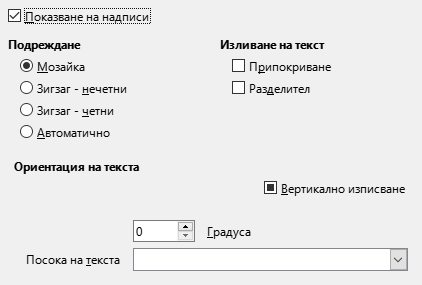 Показване на надписи
Подреждане
Мозайка
Зигзаг - нечетни
Зигзаг - четни
Автоматично
Изливане на текст
Припокриване
Разделител
Ориентация на текста
Вертикално изписване
0 Градуса
Посока на текста